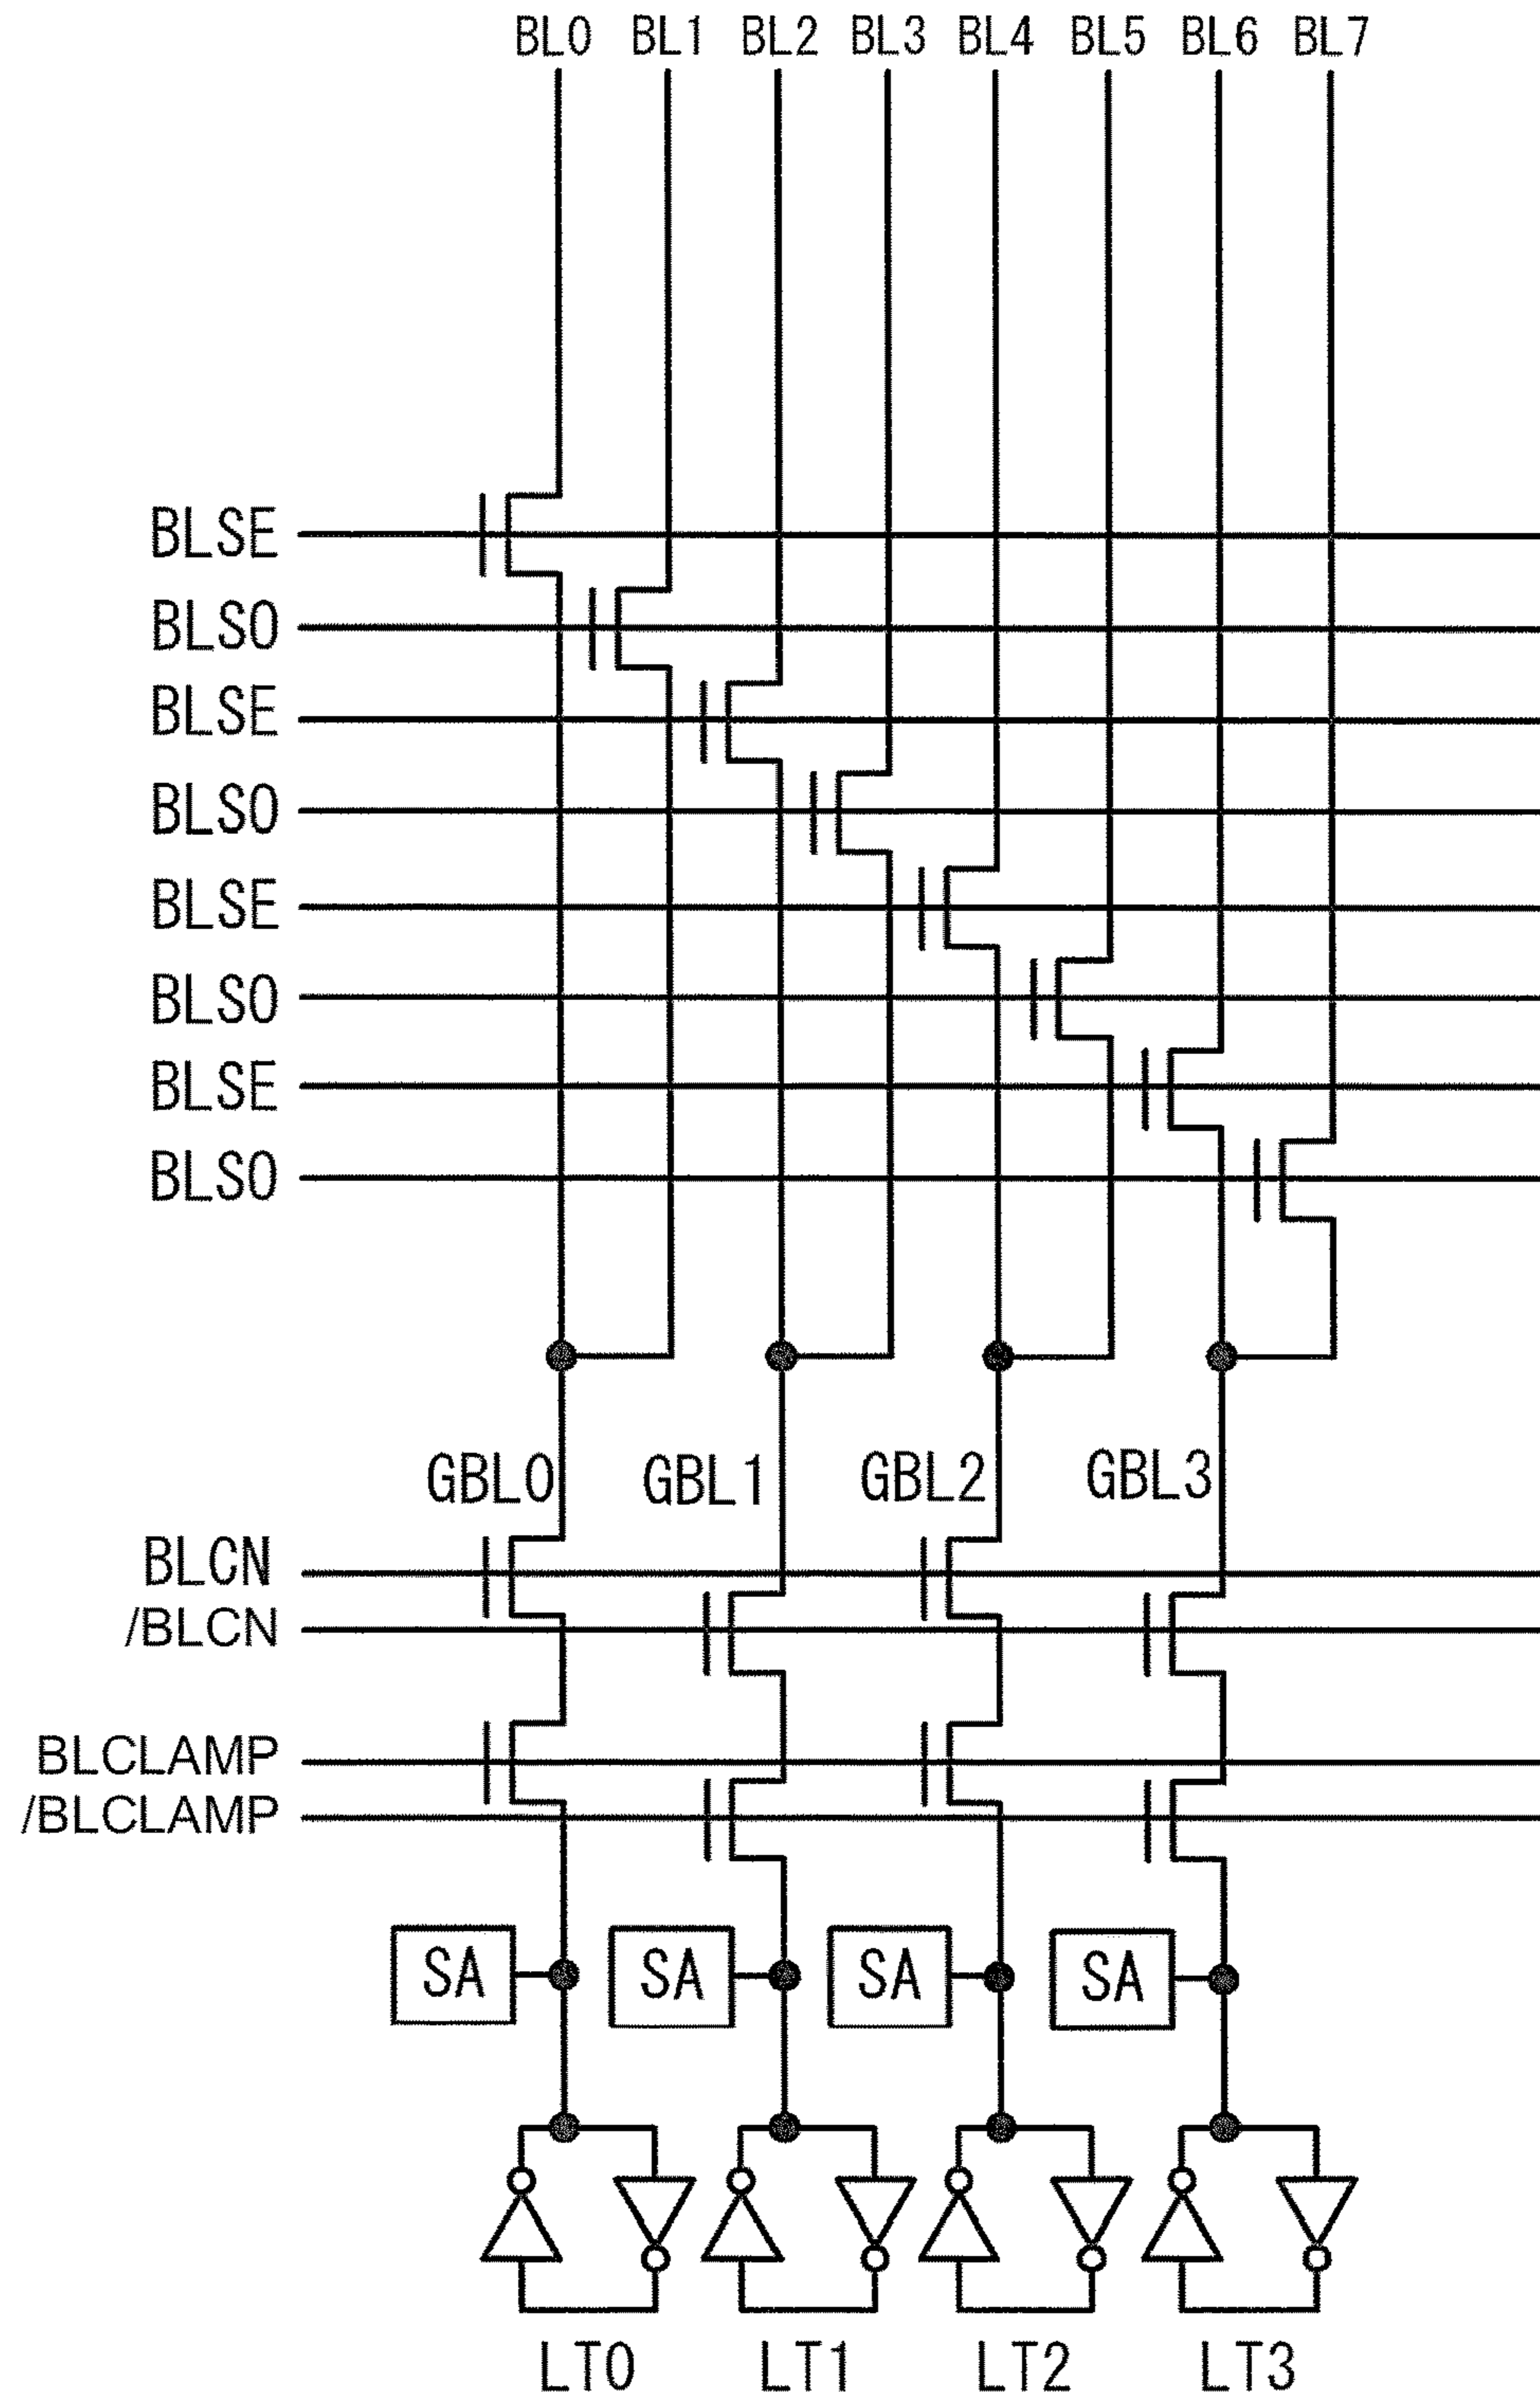 BL0 BL1 BL2 BL3 BL4 BL5 BL6 BL7
BLSE
BLSO
BLSE
BLSO
BLSE
BLSO
BLSE
BLSO
GBL0 GBL1 GBL2 GBL3
BLCN
/BLCN
BLCLAMP
/BLCLAMP
SA SA SA SA
LT0 LT1 LT2 LT3